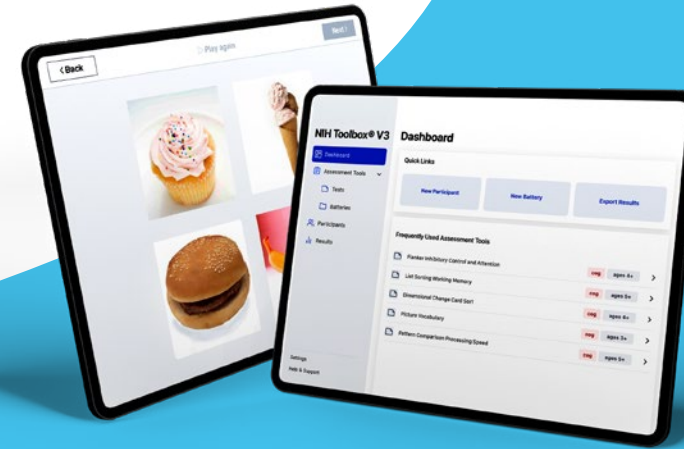 < Back
▷ Play again
Next >
NIH Toolbox® V3
Dashboard
Assessment Tools
Tests
Batteries
Participants
Results
Settings
Help & Support
Dashboard
Quick Links
New Participant
New Battery
Export Results
Frequently Used Assessment Tools
Flanker Inhibitory Control and Attention
cog
ages 4+
List Sorting Working Memory
cog
ages 5+
Dimensional Change Card Sort
cog
ages 4+
Picture Vocabulary
cog
ages 3+
Pattern Comparison Processing Speed
cog
ages 5+